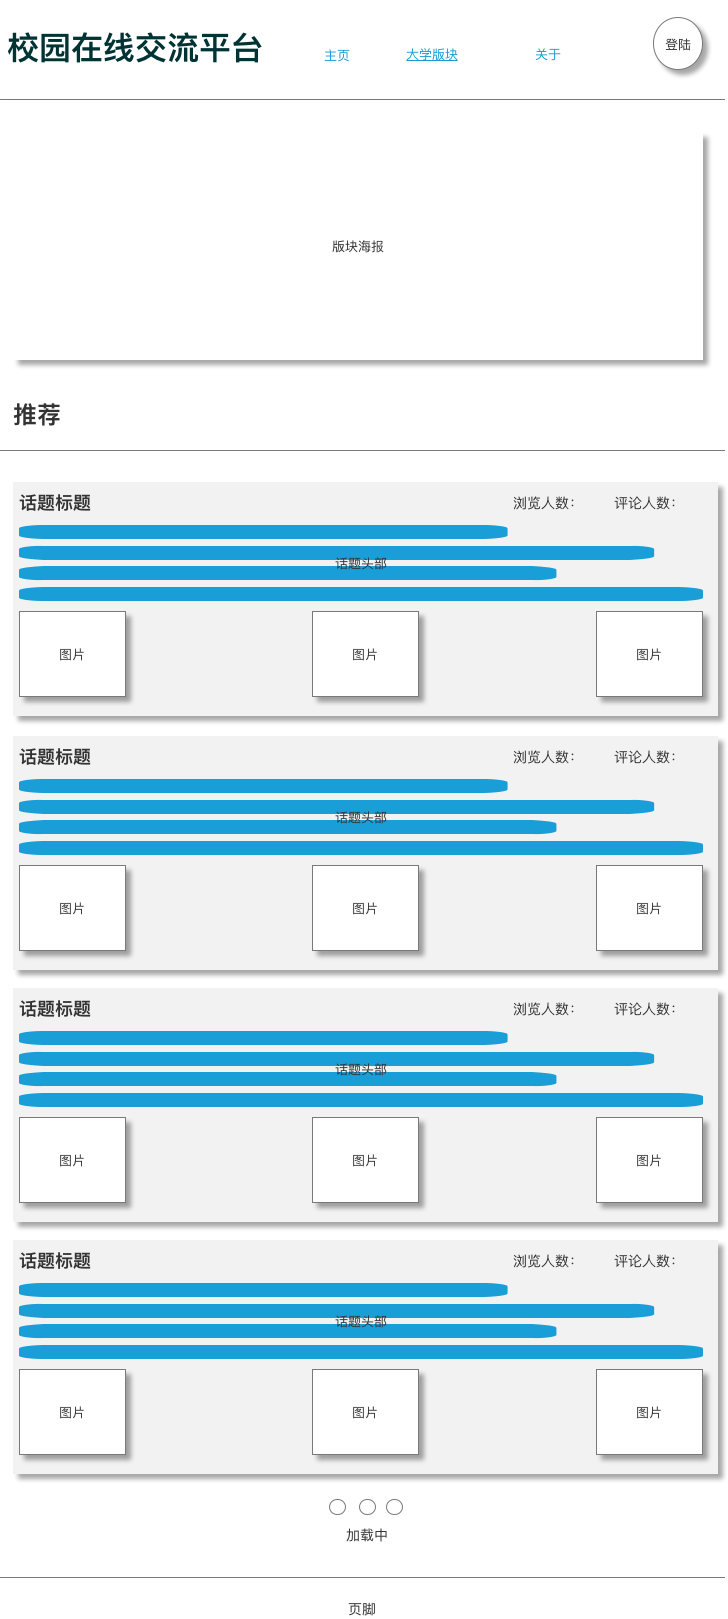 校园在线交流平台
主页
大学版块
关于
登陆
版块海报
推荐
话题标题
浏览人数：
评论人数：
话题头部
图片
图片
图片
话题标题
浏览人数：
评论人数：
话题头部
图片
图片
图片
话题标题
浏览人数：
评论人数：
话题头部
图片
图片
图片
话题标题
浏览人数：
评论人数：
话题头部
图片
图片
图片
加载中
页脚